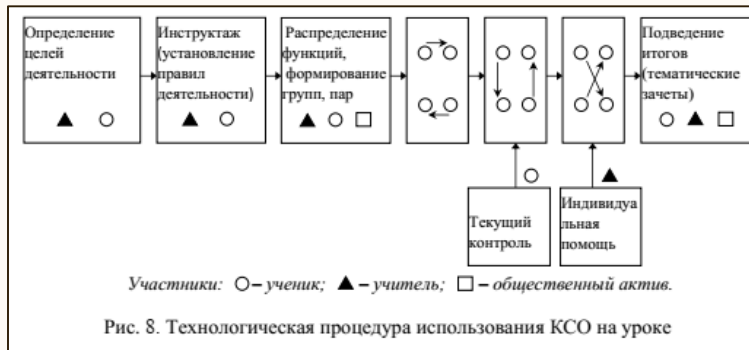 Определение
целей
деятельности
Инструктаж
(установление
правил
деятельности)
Распределение
функций,
формирование
групп, пар
Подведение
итогов
(тематические
зачеты)
Текущий
контроль
Индивидуа
льная
помощь
Участники: – ученик; – учитель; – общественный актив.
Рис. 8. Технологическая процедура использования КСО на уроке